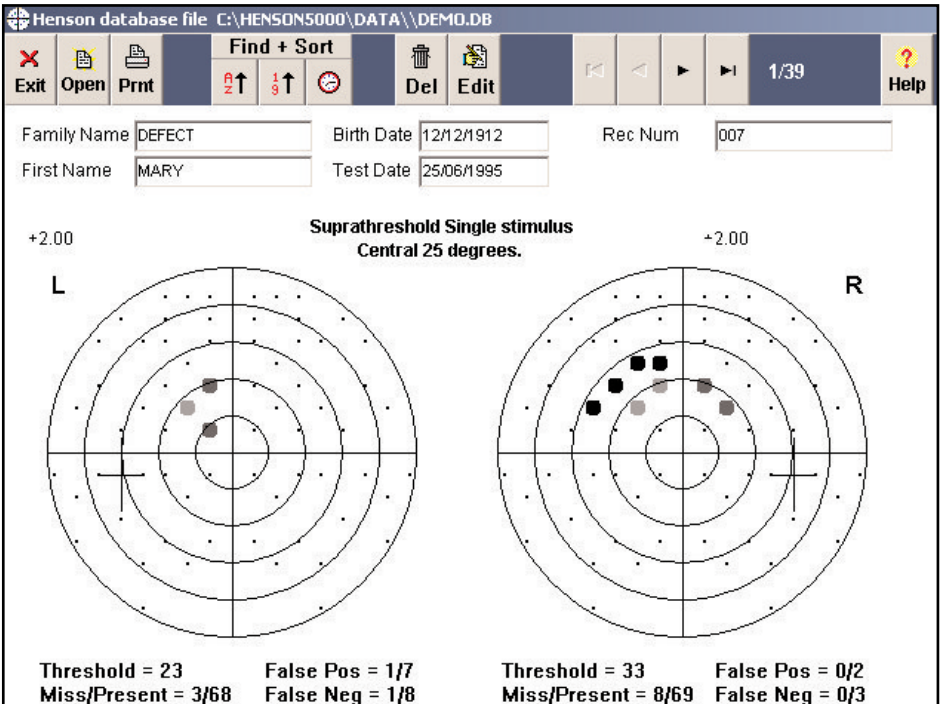 Henson database file C:\HENSON5000\DATA\\DEMO.DB
Exit Open Prnt Find + Sort Del Edit 1/39 ? Help
A Z 1 9
Family Name DEFECT Birth Date 12/12/1912 Rec Num 007
First Name MARY Test Date 25/06/1995
Suprathreshold Single stimulus
+2.00 Central 25 degrees. +2.00
L R
Threshold = 23 False Pos = 1/7 Threshold = 33 False Pos = 0/2
Miss/Present = 3/68 False Neg = 1/8 Miss/Present = 8/69 False Neg = 0/3